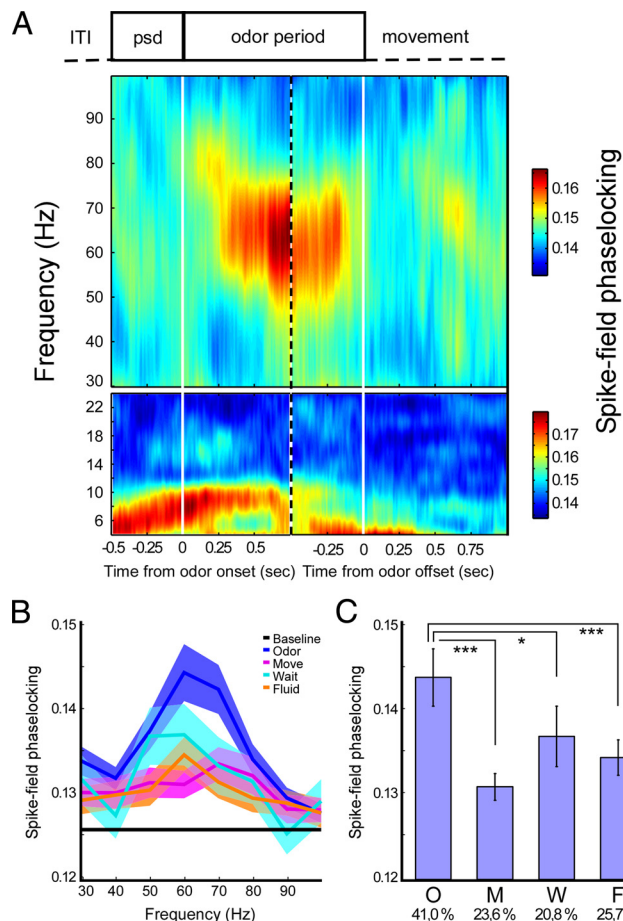 A
ITI psd odor period movement
Frequency (Hz)
90
80
70
60
50
40
30
0.16
0.15
0.14
Spike-field phaselocking
22
18
14
10
6
0.17
0.16
0.15
0.14
-0.5 -0.25 0 0.25 0.5 -0.25 0 0.25 0.5 0.75
Time from odor onset (sec) Time from odor offset (sec)
B
Spike-field phaselocking
0.15
0.14
0.13
0.12
Baseline
Odor
Move
Wait
Fluid
30 40 50 60 70 80 90
Frequency (Hz)
C
Spike-field phaselocking
0.15
0.14
0.13
0.12
*** * ***
O M W F
41,0 % 23,6 % 20,8 % 25,7